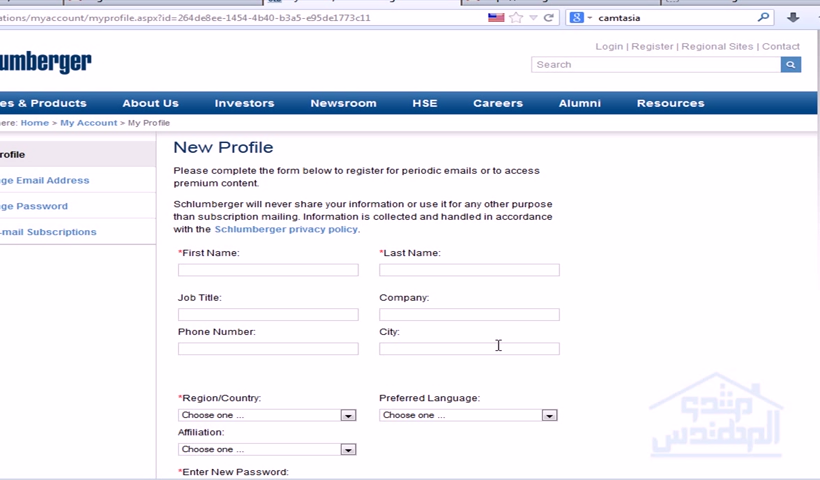 ations/myaccount/myprofile.aspx?id=264de8ee-1454-4b40-b3a5-e95de1773c11
camtasia
Login | Register | Regional Sites | Contact
umberger
Search
es & Products About Us Investors Newsroom HSE Careers Alumni Resources
ere: Home > My Account > My Profile
rofile
nge Email Address
nge Password
-mail Subscriptions
New Profile
Please complete the form below to register for periodic emails or to access
premium content.
Schlumberger will never share your information or use it for any other purpose
than subscription mailing. Information is collected and handled in accordance
with the Schlumberger privacy policy.
*First Name: *Last Name:
Job Title: Company:
Phone Number: City:
*Region/Country: Preferred Language:
Choose one ... Choose one ...
Affiliation:
Choose one ...
*Enter New Password:
مرشدو
المهندس